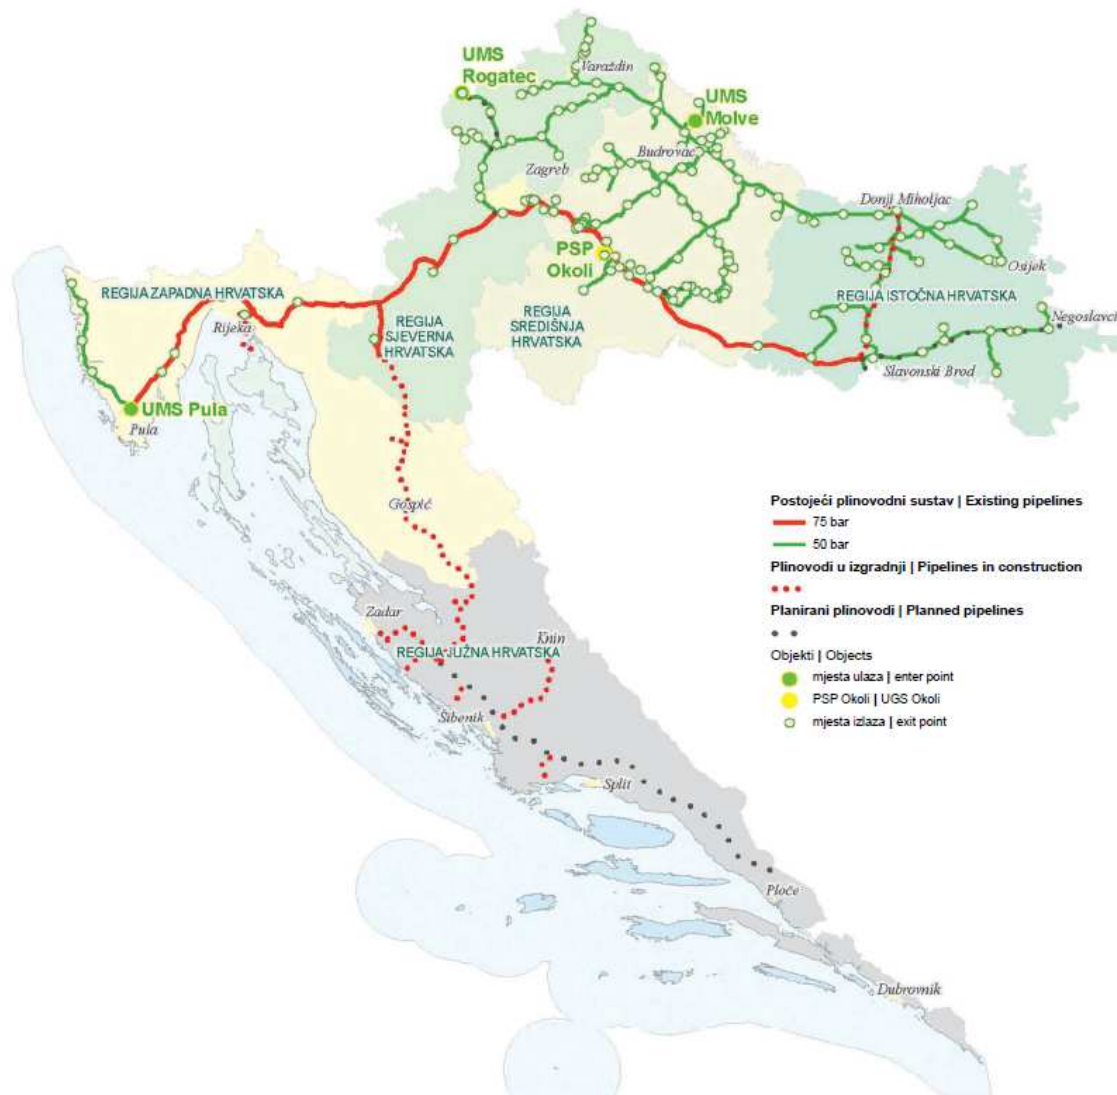 UMS
Rogatec
Varaždin
UMS
Molve
Budrovac
Zagreb
Donji Miholjac
PSP
Okoli
Osijek
REGIJA ZAPADNA HRVATSKA
REGIJA ISTOČNA HRVATSKA
Negoslavci
Rijeka
REGIJA
SJEVERNA
HRVATSKA
REGIJA
SREDIŠNJA
HRVATSKA
Slavonski Brod
UMS Pula
Pula
Gospić
Zadar
Knin
REGIJA JUŽNA HRVATSKA
Šibenik
Split
Ploče
Dubrovnik
Postojeći plinovodni sustav | Existing pipelines
75 bar
50 bar
Plinovodi u izgradnji | Pipelines in construction
Planirani plinovodi | Planned pipelines
Objekti | Objects
mjesta ulaza | enter point
PSP Okoli | UGS Okoli
mjesta izlaza | exit point